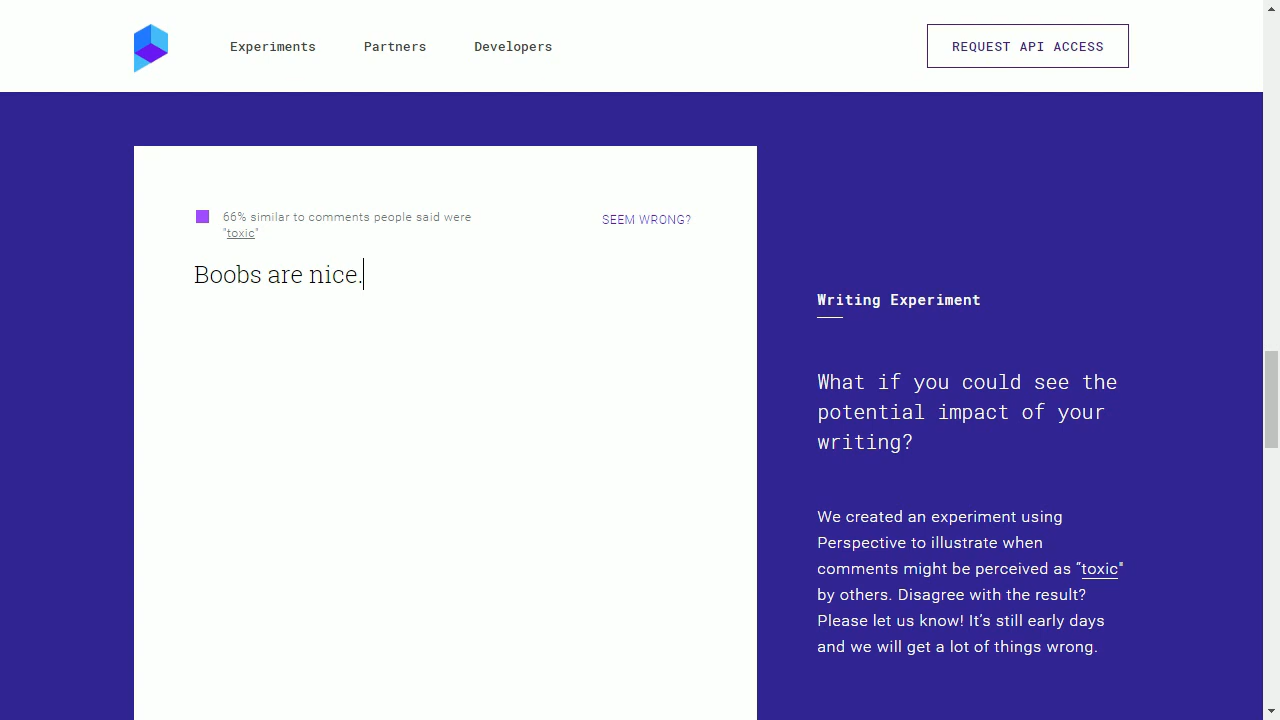 Experiments Partners Developers REQUEST API ACCESS
66% similar to comments people said were
"toxic"
SEEM WRONG?
Boobs are nice.
Writing Experiment
What if you could see the
potential impact of your
writing?
We created an experiment using
Perspective to illustrate when
comments might be perceived as “toxic"
by others. Disagree with the result?
Please let us know! It’s still early days
and we will get a lot of things wrong.